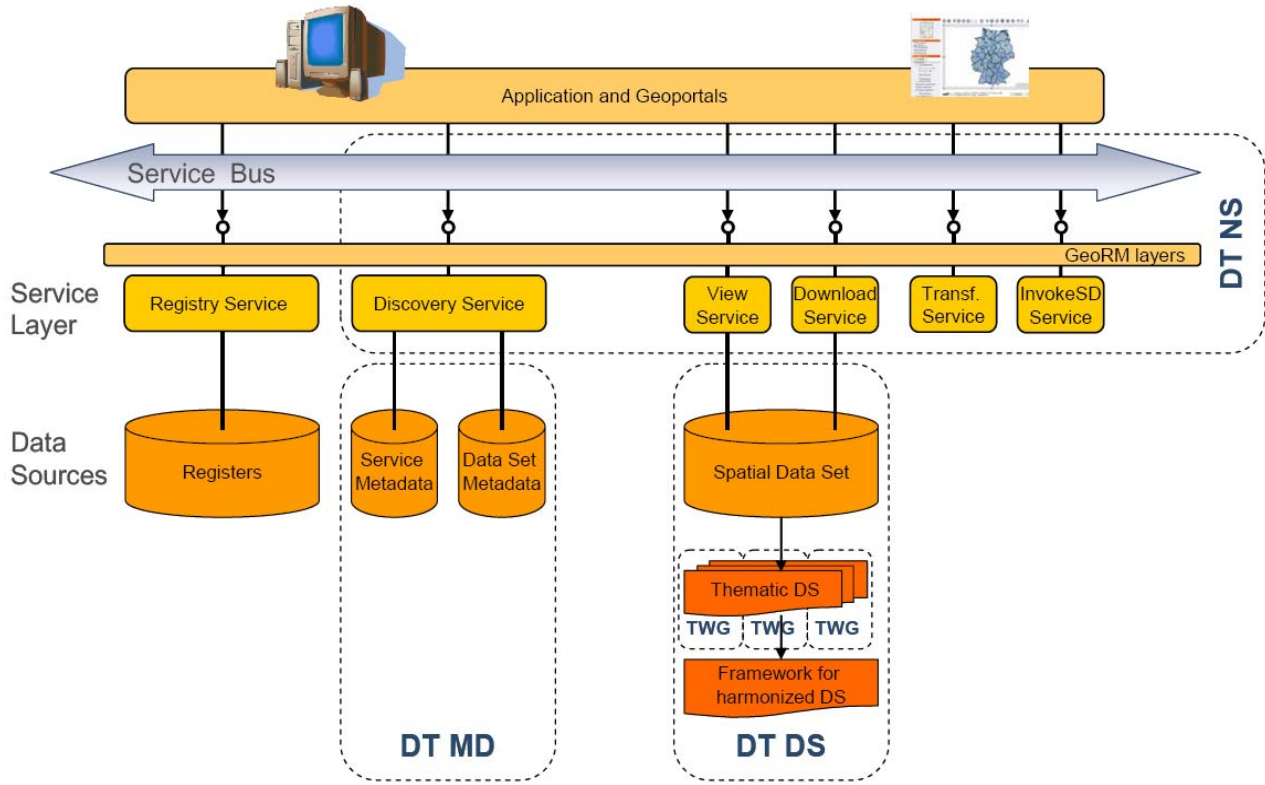 Application and Geoportals
Service Bus
DT NS
GeoRM layers
Service
Layer
Registry Service
Discovery Service
View
Service
Download
Service
Transf.
Service
InvokeSD
Service
Data
Sources
Registers
Service
Metadata
Data Set
Metadata
Spatial Data Set
Thematic DS
TWG TWG TWG
Framework for
harmonized DS
DT MD
DT DS